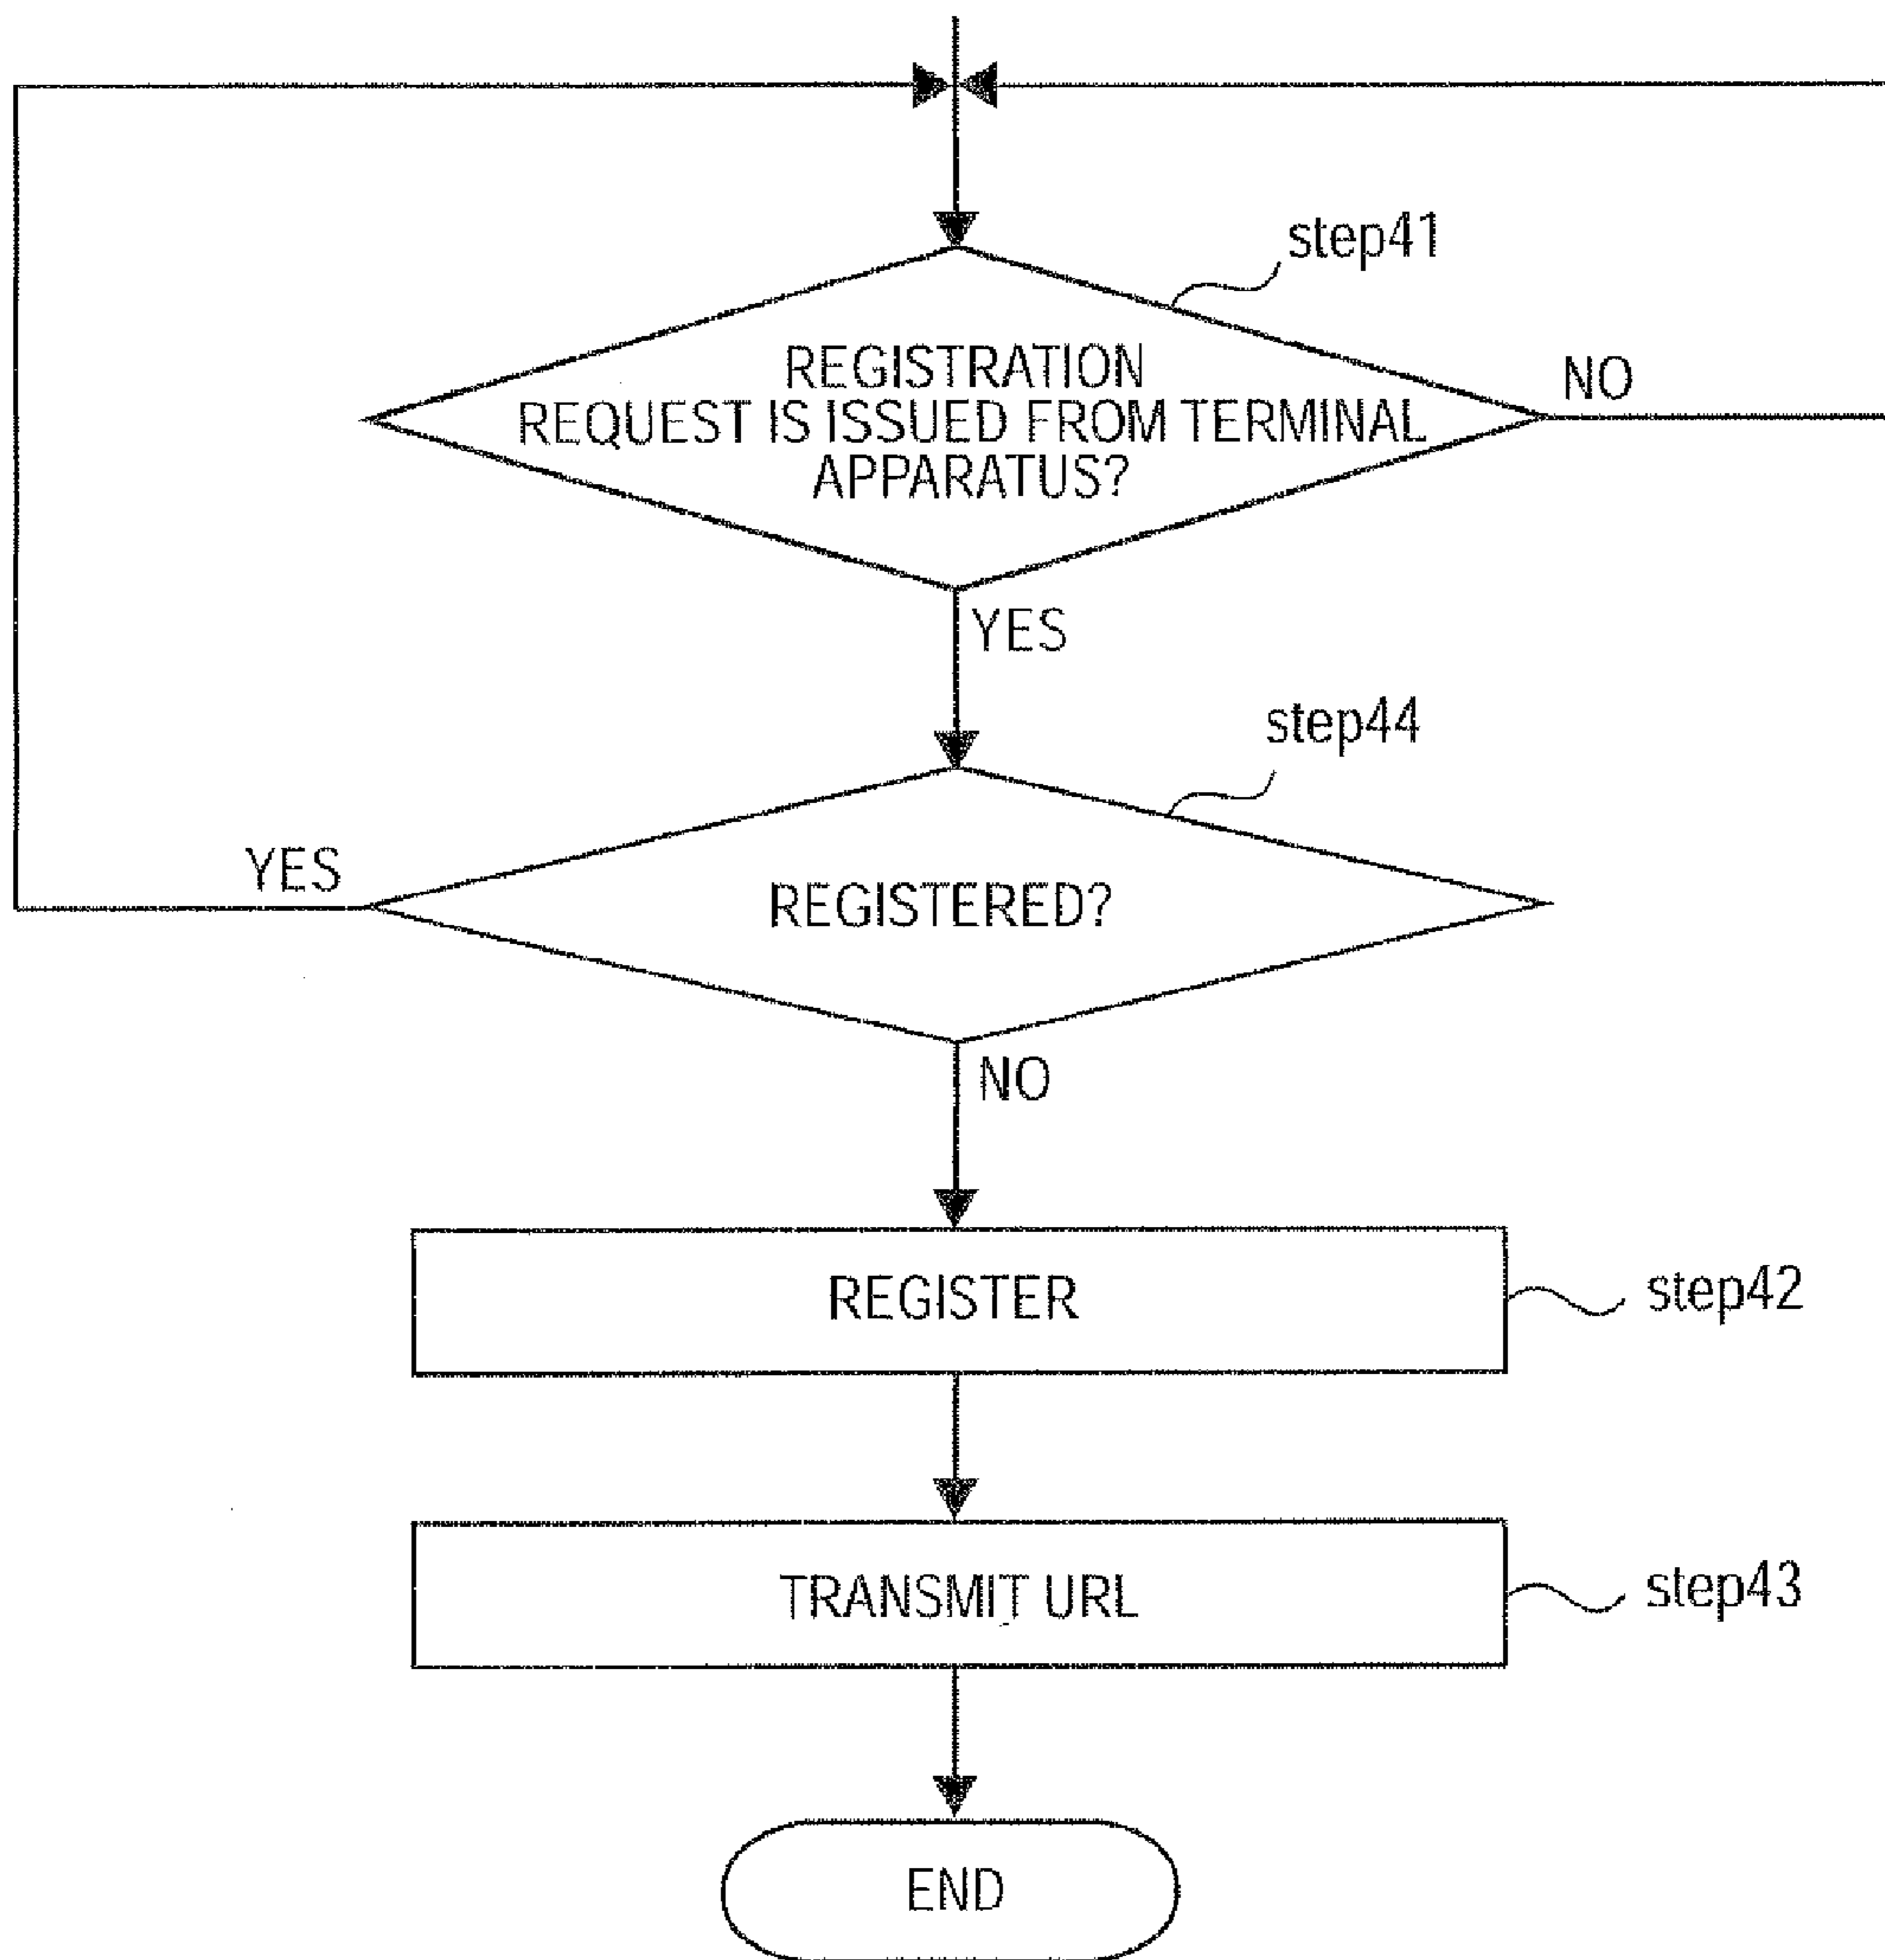 step41
REGISTRATION
REQUEST IS ISSUED FROM TERMINAL
APPARATUS?
NO
YES
step44
YES
REGISTERED?
NO
REGISTER
step42
TRANSMIT URL
step43
END